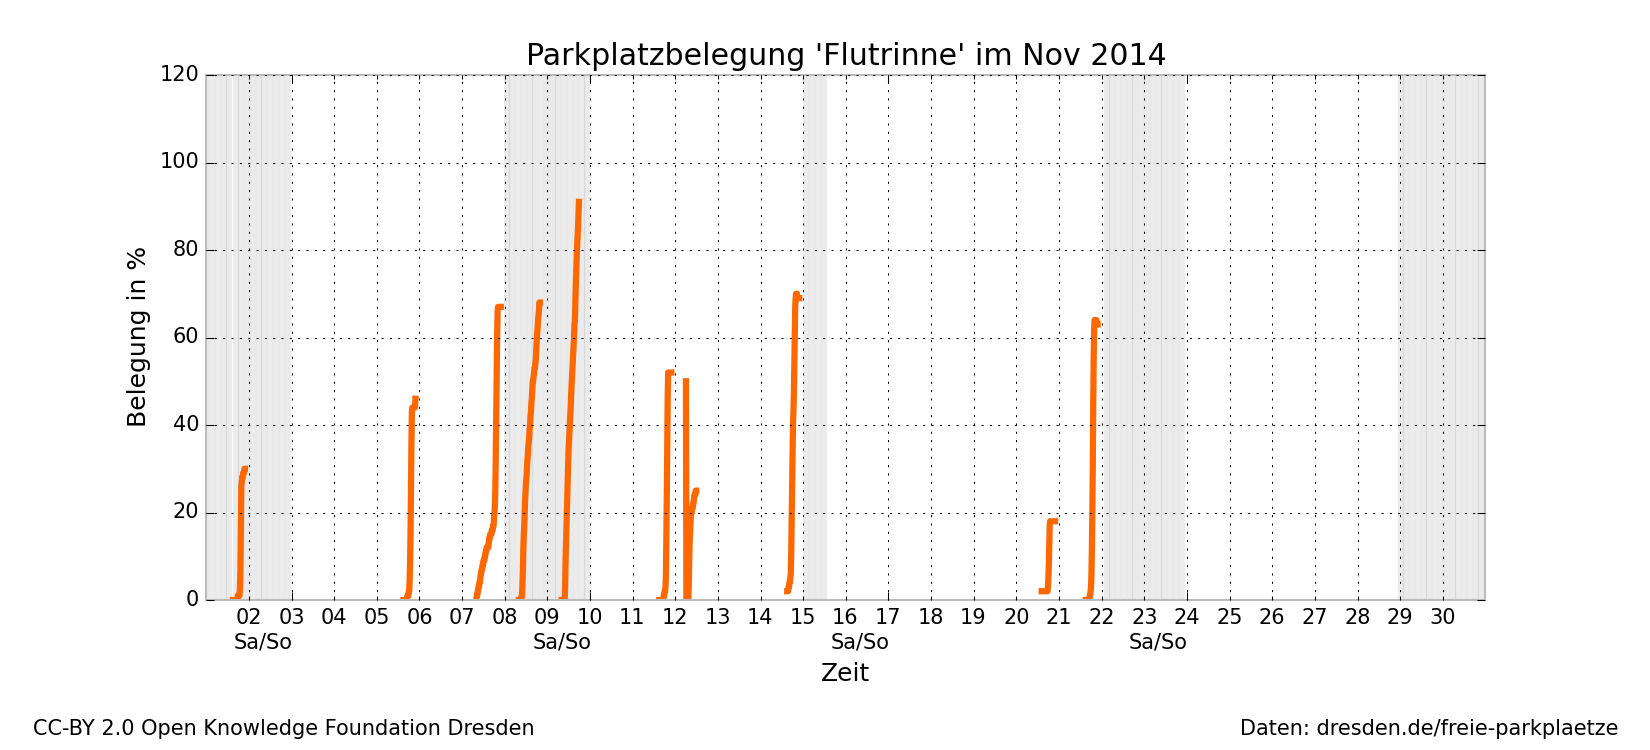 Parkplatzbelegung 'Flutrinne' im Nov 2014
120
100
80
60
40
20
0
Belegung in %
02 03 04 05 06 07 08 09 10 11 12 13 14 15 16 17 18 19 20 21 22 23 24 25 26 27 28 29 30
Sa/So Sa/So Sa/So Sa/So
Zeit
CC-BY 2.0 Open Knowledge Foundation Dresden
Daten: dresden.de/freie-parkplaetze